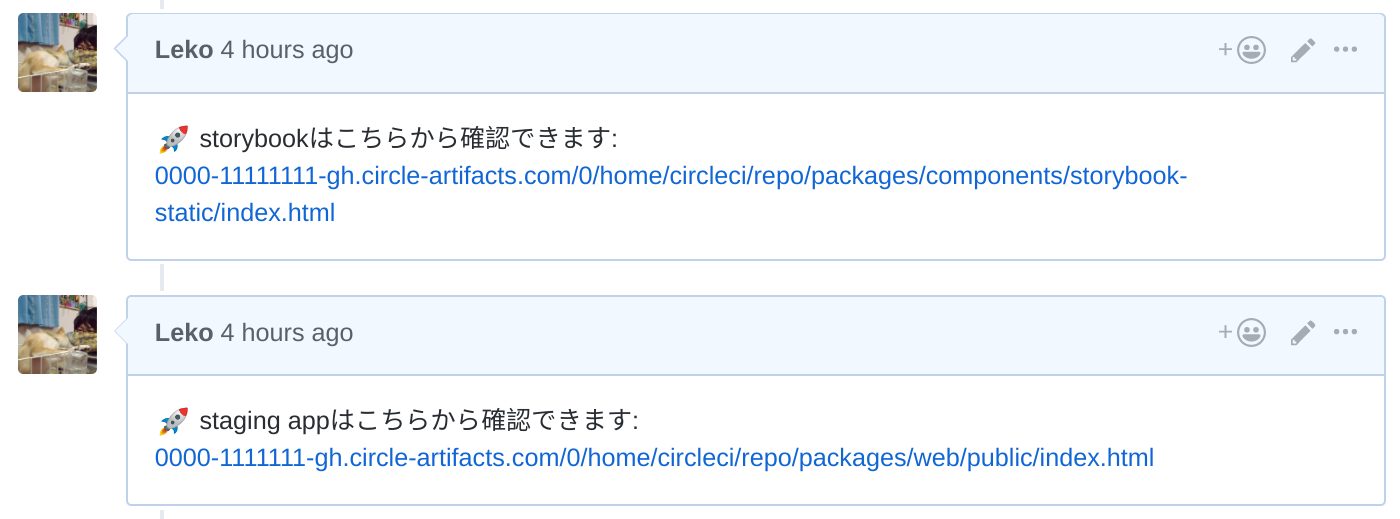 Leko 4 hours ago
🚀 storybookはこちらから確認できます:
0000-11111111-gh.circle-artifacts.com/0/home/circleci/repo/packages/components/storybook-
static/index.html
Leko 4 hours ago
🚀 staging appはこちらから確認できます:
0000-1111111-gh.circle-artifacts.com/0/home/circleci/repo/packages/web/public/index.html